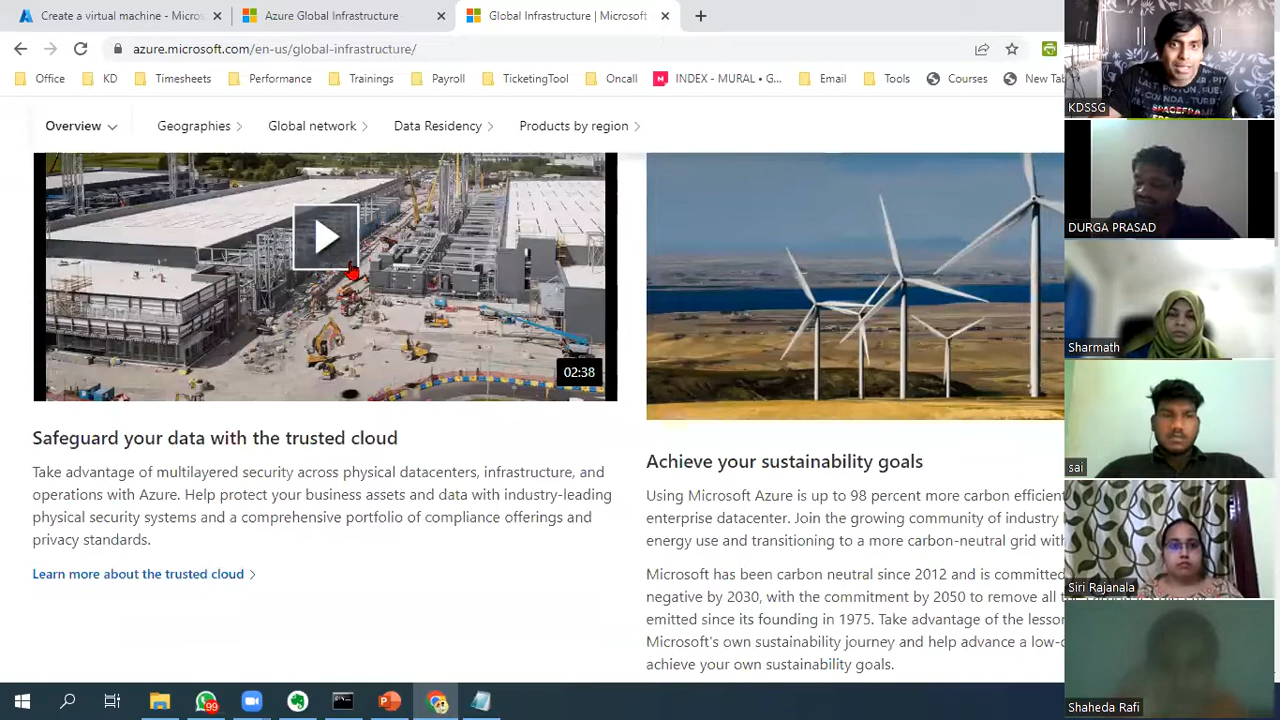 Create a virtual machine - Micros
Azure Global Infrastructure
Global Infrastructure | Microsoft
azure.microsoft.com/en-us/global-infrastructure/
Office
KD
Timesheets
Performance
Trainings
Payroll
TicketingTool
Oncall
INDEX - MURAL • G...
Email
Tools
Courses
New Tab
Overview
Geographies
Global network
Data Residency
Products by region
02:38
Safeguard your data with the trusted cloud
Take advantage of multilayered security across physical datacenters, infrastructure, and
operations with Azure. Help protect your business assets and data with industry-leading
physical security systems and a comprehensive portfolio of compliance offerings and
privacy standards.
Learn more about the trusted cloud
Achieve your sustainability goals
Using Microsoft Azure is up to 98 percent more carbon efficien
enterprise datacenter. Join the growing community of industry
energy use and transitioning to a more carbon-neutral grid with
Microsoft has been carbon neutral since 2012 and is committed
negative by 2030, with the commitment by 2050 to remove all
emitted since its founding in 1975. Take advantage of the lesso
Microsoft's own sustainability journey and help advance a low-c
achieve your own sustainability goals.
99
KDSSG
DURGA PRASAD
Sharmath
sai
Siri Rajanala
Shaheda Rafi